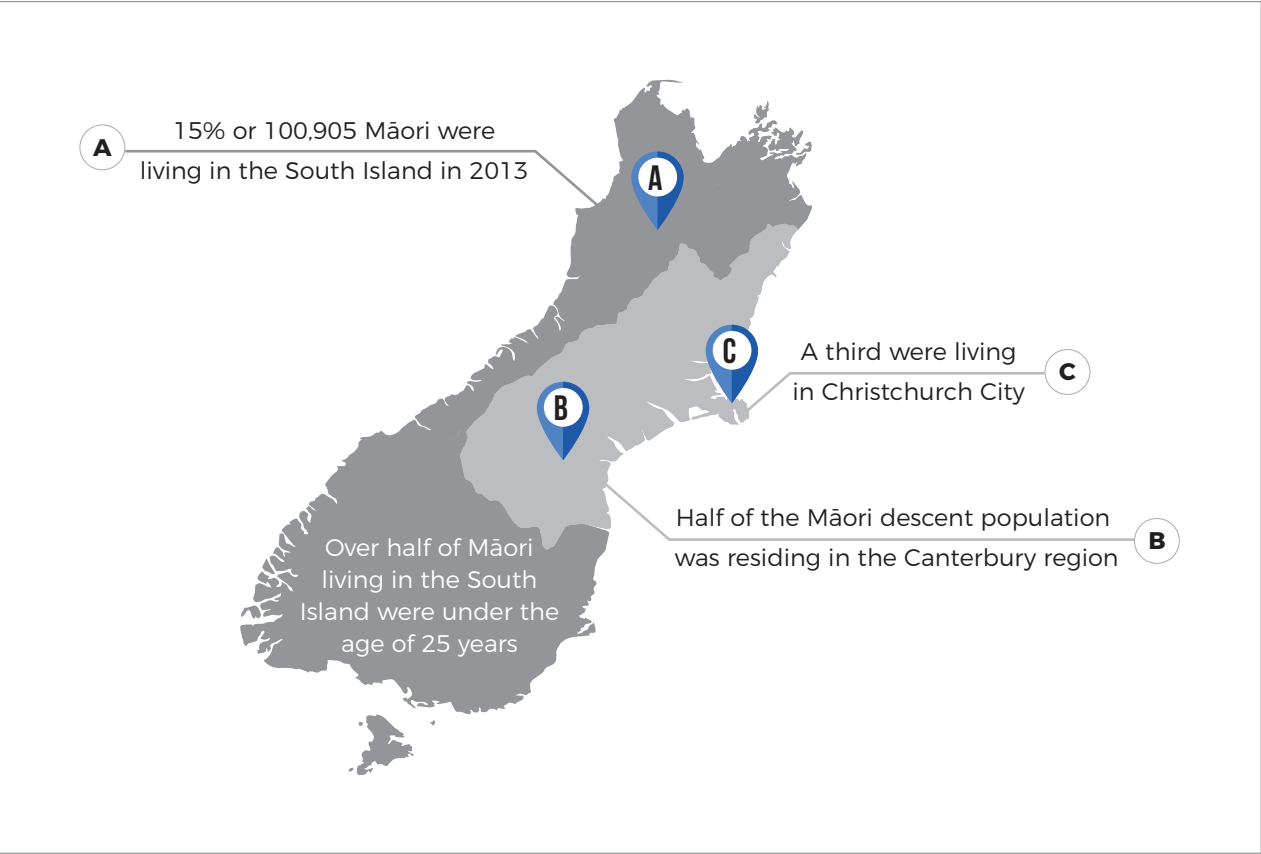 A
15% or 100,905 Māori were
living in the South Island in 2013
A
C
A third were living
in Christchurch City
C
B
Half of the Māori descent population
was residing in the Canterbury region
B
Over half of Māori
living in the South
Island were under the
age of 25 years